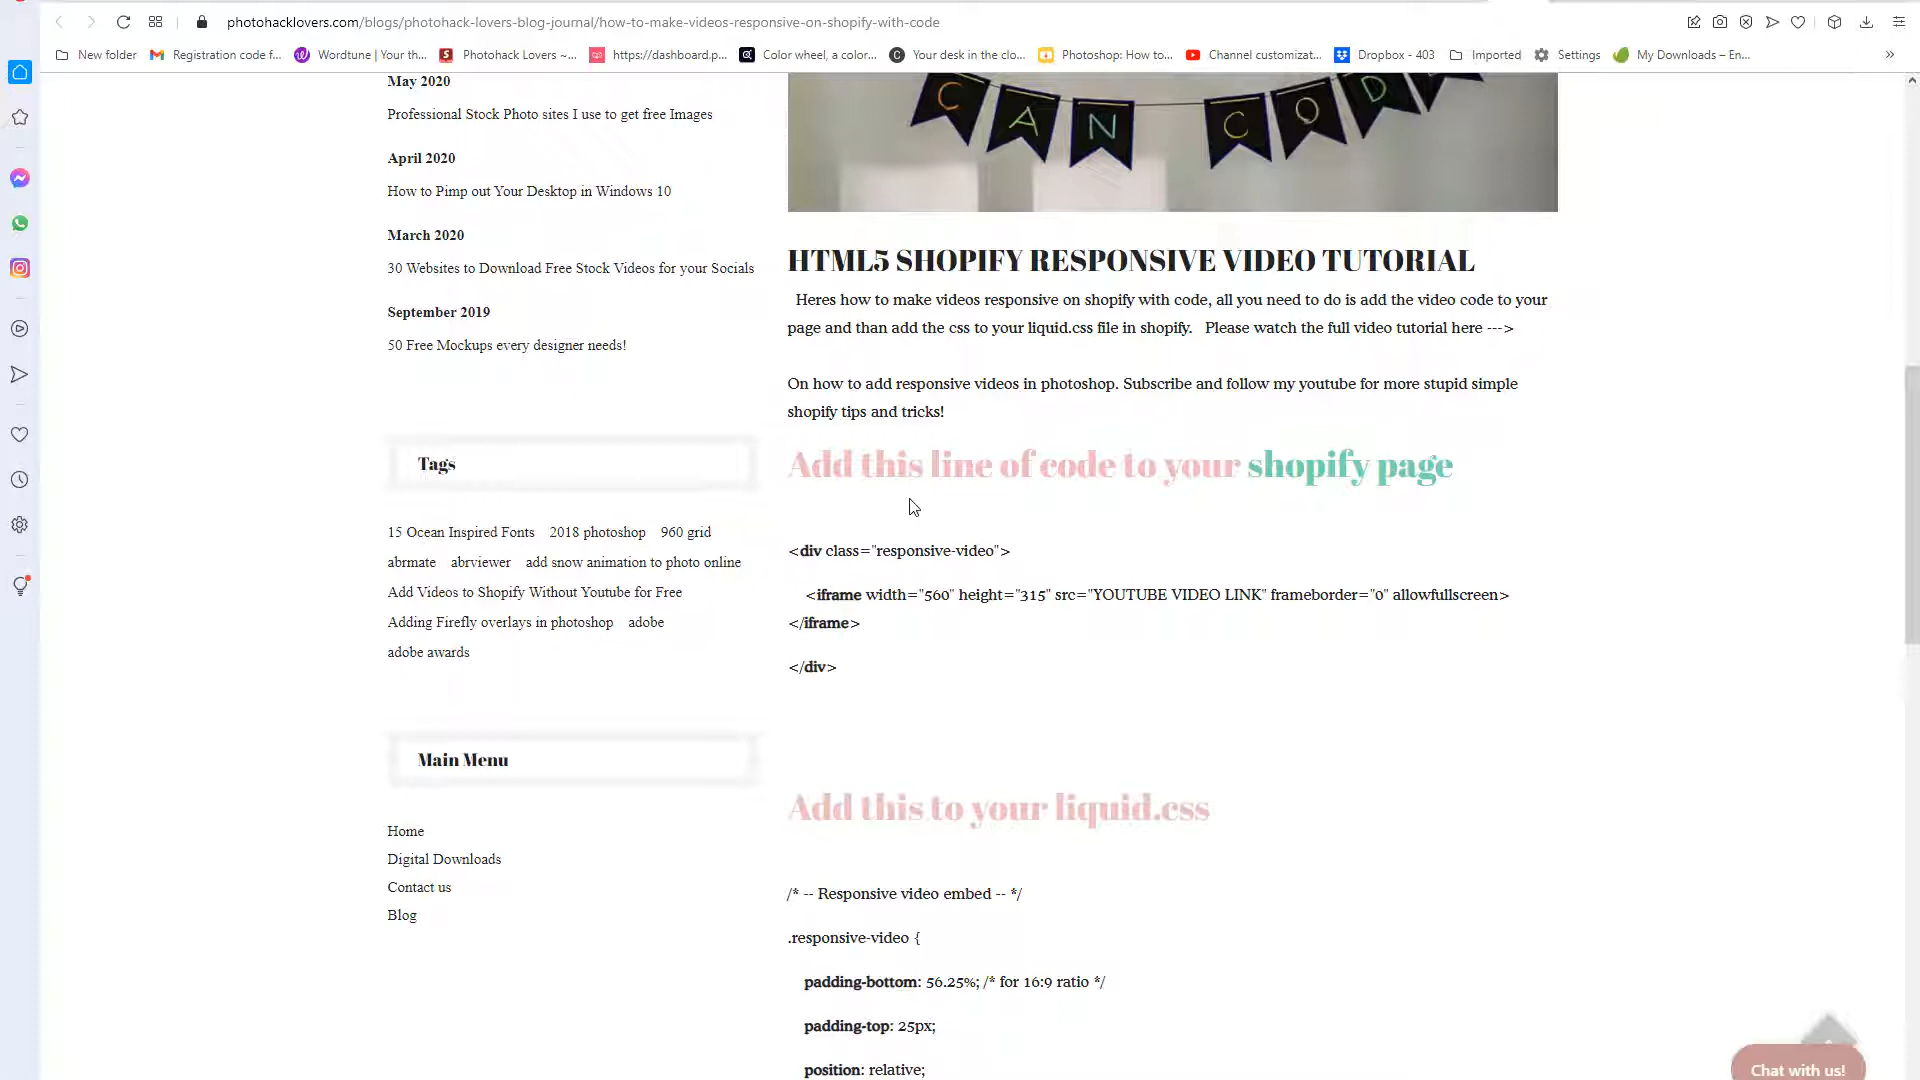 photohacklovers.com/blogs/photohack-lovers-blog-journal/how-to-make-videos-responsive-on-shopify-with-code
New folder Registration code f... Wordtune | Your th... Photohack Lovers ~... https://dashboard.p... Color wheel, a color... Your desk in the clo... Photoshop: How to... Channel customizat... Dropbox - 403 Imported Settings My Downloads – En... »
May 2020
Professional Stock Photo sites I use to get free Images
April 2020
How to Pimp out Your Desktop in Windows 10
March 2020
30 Websites to Download Free Stock Videos for your Socials
September 2019
50 Free Mockups every designer needs!
Tags
15 Ocean Inspired Fonts 2018 photoshop 960 grid
abrmate abrviewer add snow animation to photo online
Add Videos to Shopify Without Youtube for Free
Adding Firefly overlays in photoshop adobe
adobe awards
Main Menu
Home
Digital Downloads
Contact us
Blog
CAN COD
HTML5 SHOPIFY RESPONSIVE VIDEO TUTORIAL
Heres how to make videos responsive on shopify with code, all you need to do is add the video code to your
page and than add the css to your liquid.css file in shopify. Please watch the full video tutorial here --->
On how to add responsive videos in photoshop. Subscribe and follow my youtube for more stupid simple
shopify tips and tricks!
Add this line of code to your shopify page
<div class="responsive-video">
<iframe width="560" height="315" src="YOUTUBE VIDEO LINK" frameborder="0" allowfullscreen>
</iframe>
</div>
Add this to your liquid.css
/* -- Responsive video embed -- */
.responsive-video {
padding-bottom: 56.25%; /* for 16:9 ratio */
padding-top: 25px;
position: relative;
Chat with us!